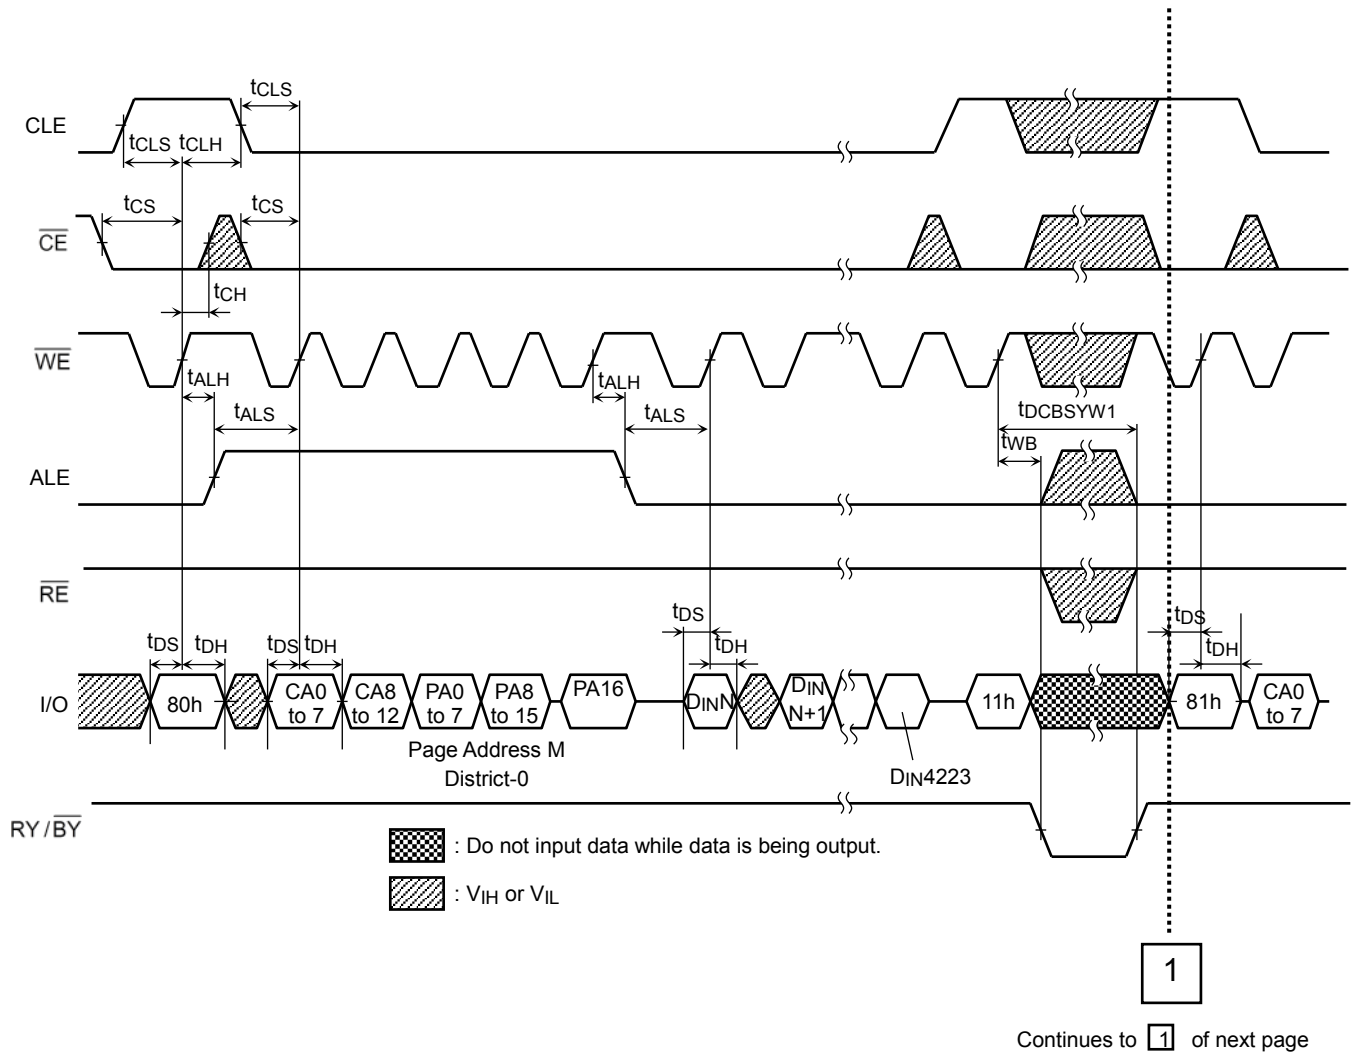 tCLS
CLE
tCLS tCLH
tCS tCS
CE
tCH
WE
tALH tALH
tALS tALS
tDCBSYW1
tWB
ALE
RE
tDS tDH tDS tDH tDS tDH tDS tDH
I/O
80h
CA0 to 7
CA8 to 12
PA0 to 7
PA8 to 15
PA16
DINN
DIN N+1
11h
81h
CA0 to 7
Page Address M
District-0
DIN4223
RY/BY
: Do not input data while data is being output.
: VIH or VIL
1
Continues to 1 of next page